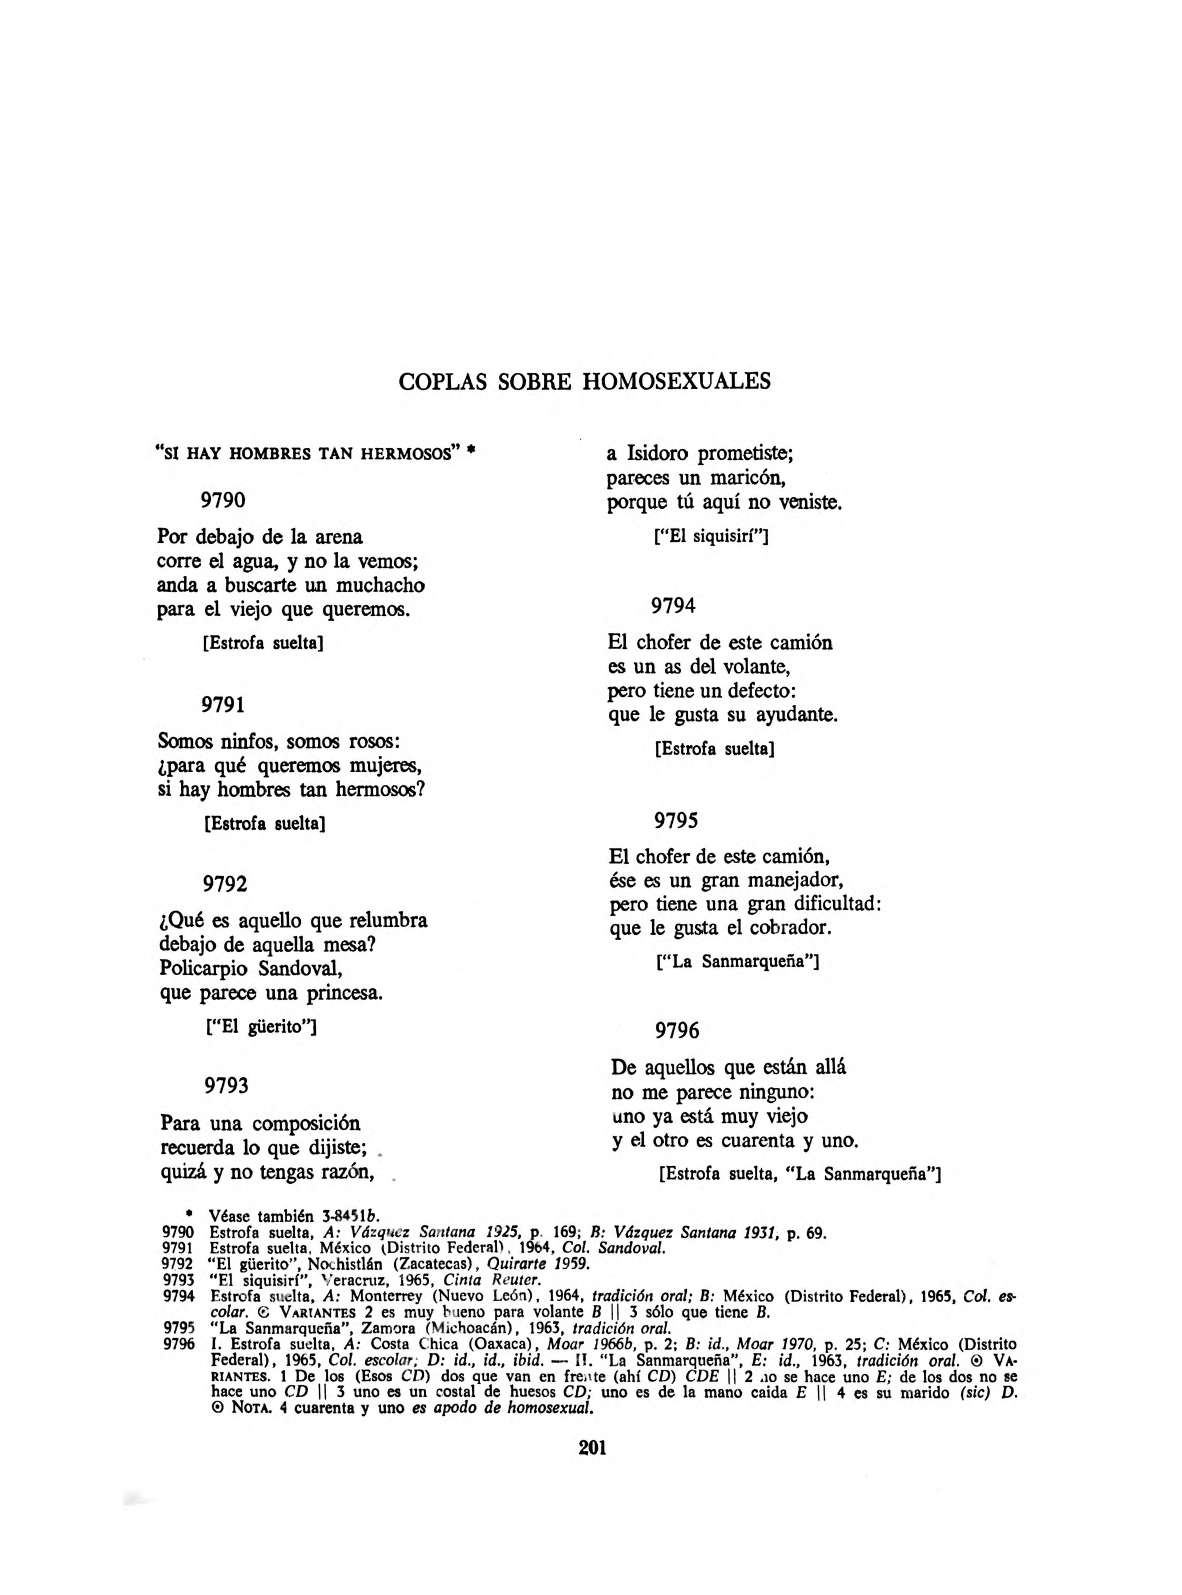 COPLAS SOBRE HOMOSEXUALES
“SI HAY HOMBRES TAN HERMOSOS” *
9790
Por debajo de la arena
corre el agua, y no la vemos;
anda a buscarte un muchacho
para el viejo que queremos.
[Estrofa suelta]
9791
Somos ninfos, somos rosos:
¿para qué queremos mujeres,
si hay hombres tan hermosos?
[Estrofa suelta]
9792
¿Qué es aquello que relumbra
debajo de aquella mesa?
Policarpio Sandoval,
que parece una princesa.
[“El güerito”]
9793
Para una composición
recuerda lo que dijiste;
quizá y no tengas razón,
a Isidoro prometiste;
pareces un maricón,
porque tú aquí no veniste.
[“El siquisirí”]
9794
El chofer de este camión
es un as del volante,
pero tiene un defecto:
que le gusta su ayudante.
[Estrofa suelta]
9795
El chofer de este camión,
ése es un gran manejador,
pero tiene una gran dificultad:
que le gusta el cobrador.
[“La Sanmarqueña”]
9796
De aquellos que están allá
no me parece ninguno:
uno ya está muy viejo
y el otro es cuarenta y uno.
[Estrofa suelta, “La Sanmarqueña”]
* Véase también 3-8451b.
9790 Estrofa suelta, A: Vázquez Santana 1925, p. 169; B: Vázquez Santana 1931, p. 69.
9791 Estrofa suelta, México (Distrito Federal), 1964, Col. Sandoval.
9792 “El güerito”, Nochistlán (Zacatecas), Quirarte 1959.
9793 “El siquisirí”, Veracruz, 1965, Cinta Reuter.
9794 Estrofa suelta, A: Monterrey (Nuevo León), 1964, tradición oral; B: México (Distrito Federal), 1965, Col. es-
colar. ⊙ VARIANTES 2 es muy bueno para volante B || 3 sólo que tiene B.
9795 “La Sanmarqueña”, Zamora (Michoacán), 1963, tradición oral.
9796 I. Estrofa suelta, A: Costa Chica (Oaxaca), Moar 1966b, p. 2; B: id., Moar 1970, p. 25; C: México (Distrito
Federal), 1965, Col. escolar; D: id., id., ibid. — II. “La Sanmarqueña”, E: id., 1963, tradición oral. ⊙ VA-
RIANTES. 1 De los (Esos CD) dos que van en frente (ahí CD) CDE || 2 no se hace uno E; de los dos no se
hace uno CD || 3 uno es un costal de huesos CD; uno es de la mano caida E || 4 es su marido (sic) D.
⊙ NOTA. 4 cuarenta y uno es apodo de homosexual.
201